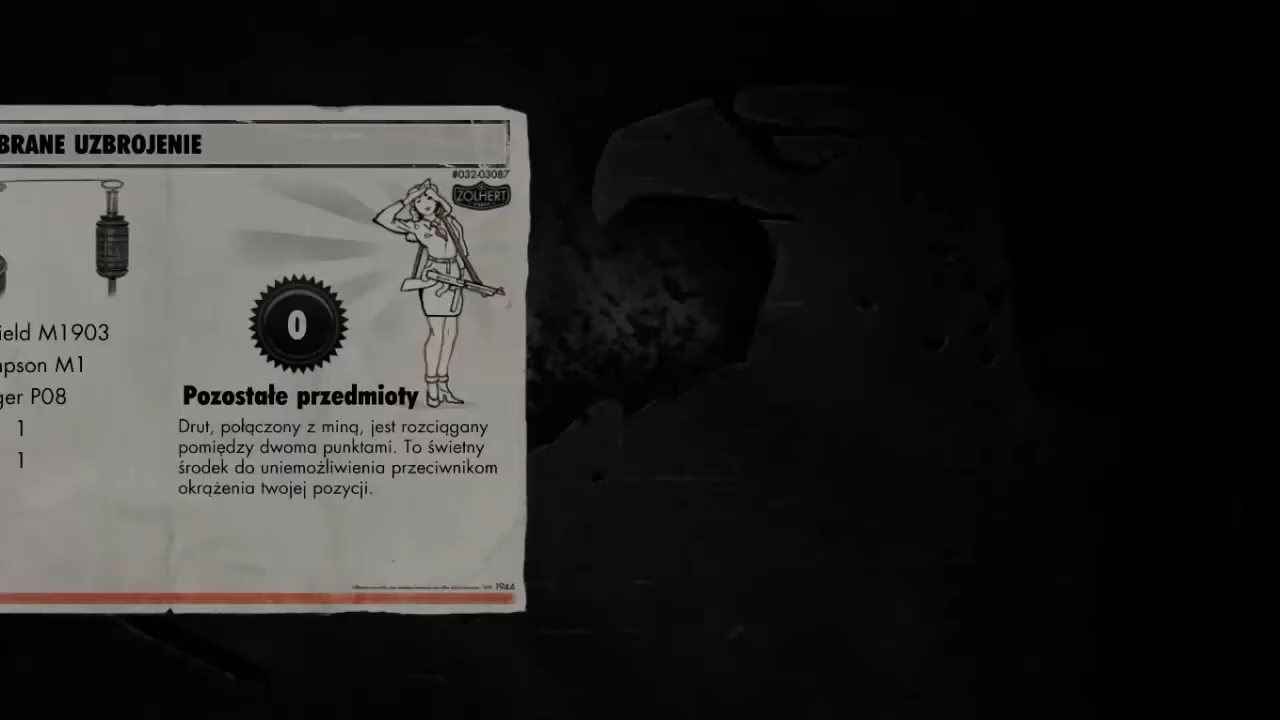 BRANE UZBROJENIE
#032-03087
ZOLHERT
ield M1903
npson M1
ger P08
1
1
0
Pozostałe przedmioty
Drut, połączony z miną, jest rozciągany
pomiędzy dwoma punktami. To świetny
środek do uniemożliwienia przeciwnikom
okrążenia twojej pozycji.
1944